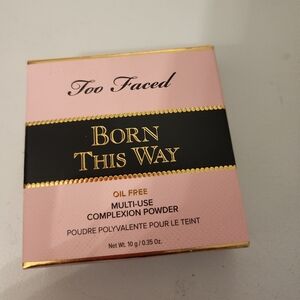 Too Faced
BORN
THIS WAY
OIL FREE
MULTI-USE
COMPLEXION POWDER
POUDRE POLYVALENTE POUR LE TEINT
Net Wt. 10 g / 0.35 Oz.